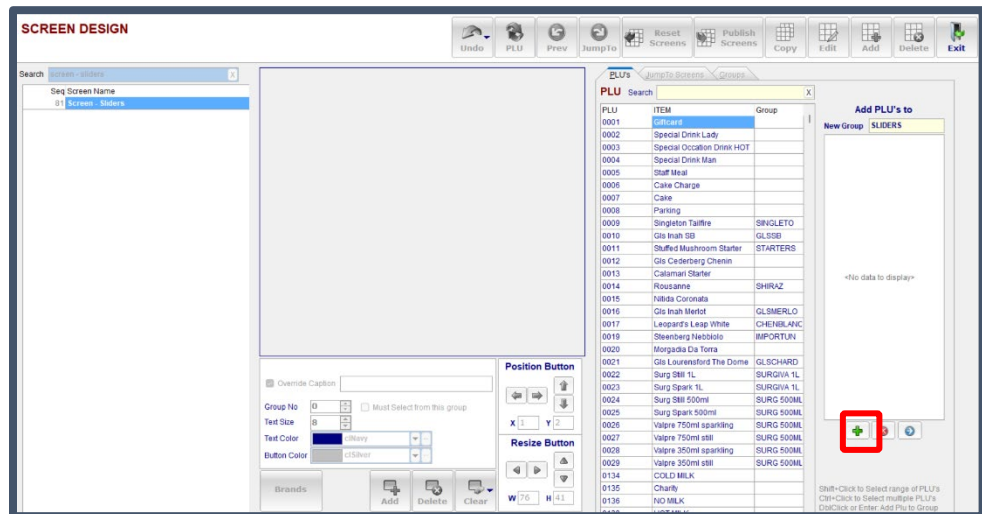 SCREEN DESIGN
Undo
PLU
Prev
JumpTo
Reset Screens
Publish Screens
Copy
Edit
Add
Delete
Exit
Search screen - sliders X
Seq Screen Name
81 Screen - Sliders
PLU's JumpTo Screens Groups
PLU Search X
PLU ITEM Group
0001 Giftcard
0002 Special Drink Lady
0003 Special Occation Drink HOT
0004 Special Drink Man
0005 Staff Meal
0006 Cake Charge
0007 Cake
0008 Parking
0009 Singleton Tailfire SINGLETO
0010 Gls Inah SB GLSSB
0011 Stuffed Mushroom Starter STARTERS
0012 Gls Cederberg Chenin
0013 Calamari Starter
0014 Rousanne SHIRAZ
0015 Nitida Coronata
0016 Gls Inah Merlot GLSMERLO
0017 Leopard's Leap White CHENBLANC
0019 Steenberg Nebbiolo IMPORTUN
0020 Morgadia Da Torra
0021 Gls Lourensford The Dome GLSCHARD
0022 Surg Still 1L SURGIVA 1L
0023 Surg Spark 1L SURGIVA 1L
0024 Surg Still 500ml SURG 500ML
0025 Surg Spark 500ml SURG 500ML
0026 Valpre 750ml sparkling SURG 500ML
0027 Valpre 750ml still SURG 500ML
0028 Valpre 350ml sparkling SURG 500ML
0029 Valpre 350ml still SURG 500ML
0134 COLD MILK
0135 Charity
0136 NO MILK
Add PLU's to
New Group SLIDERS
<No data to display>
Shift+Click to Select range of PLU's
Ctrl+Click to Select multiple PLU's
DblClick or Enter: Add Plu to Group
Override Caption
Group No 0 Must Select from this group
Text Size 8
Text Color clNavy
Button Color clSilver
Brands
Add
Delete
Clear
Position Button
X 1 Y 2
Resize Button
W 76 H 41